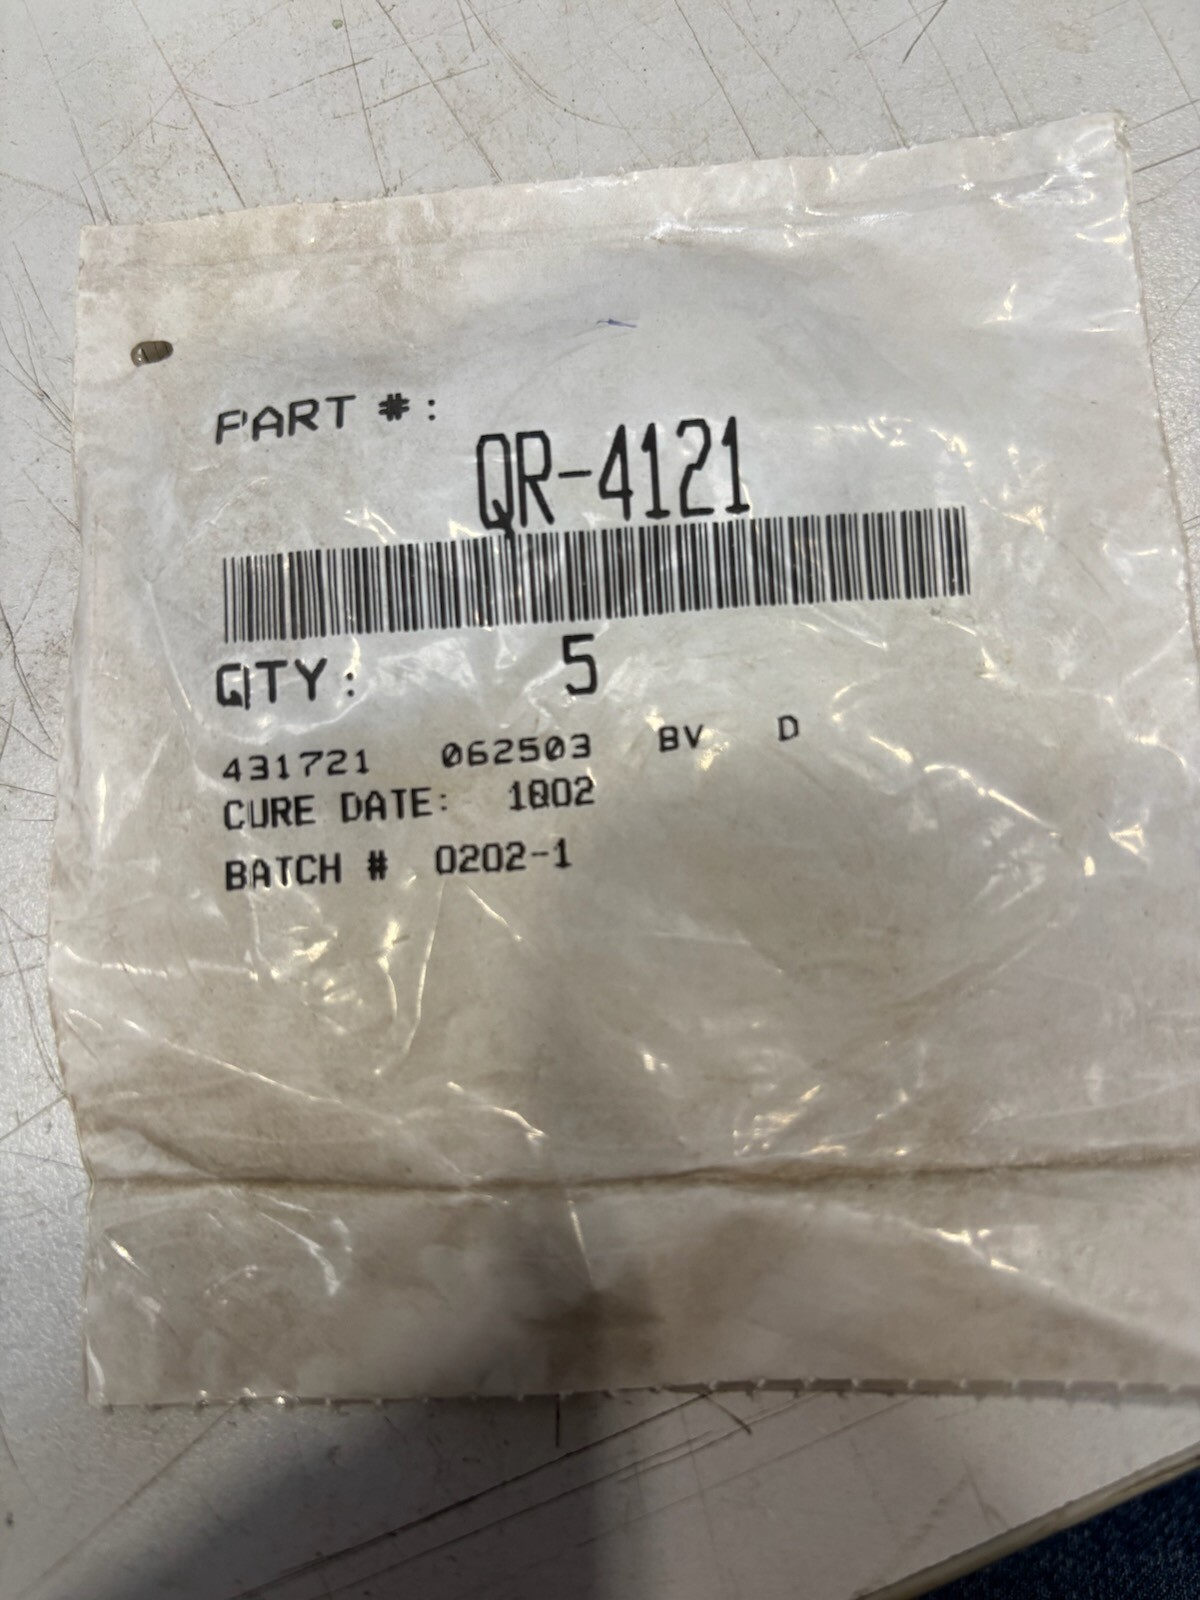 PART #:
QR-4121
QTY: 5
431721 062503 BV D
CURE DATE: 1Q02
BATCH # 0202-1